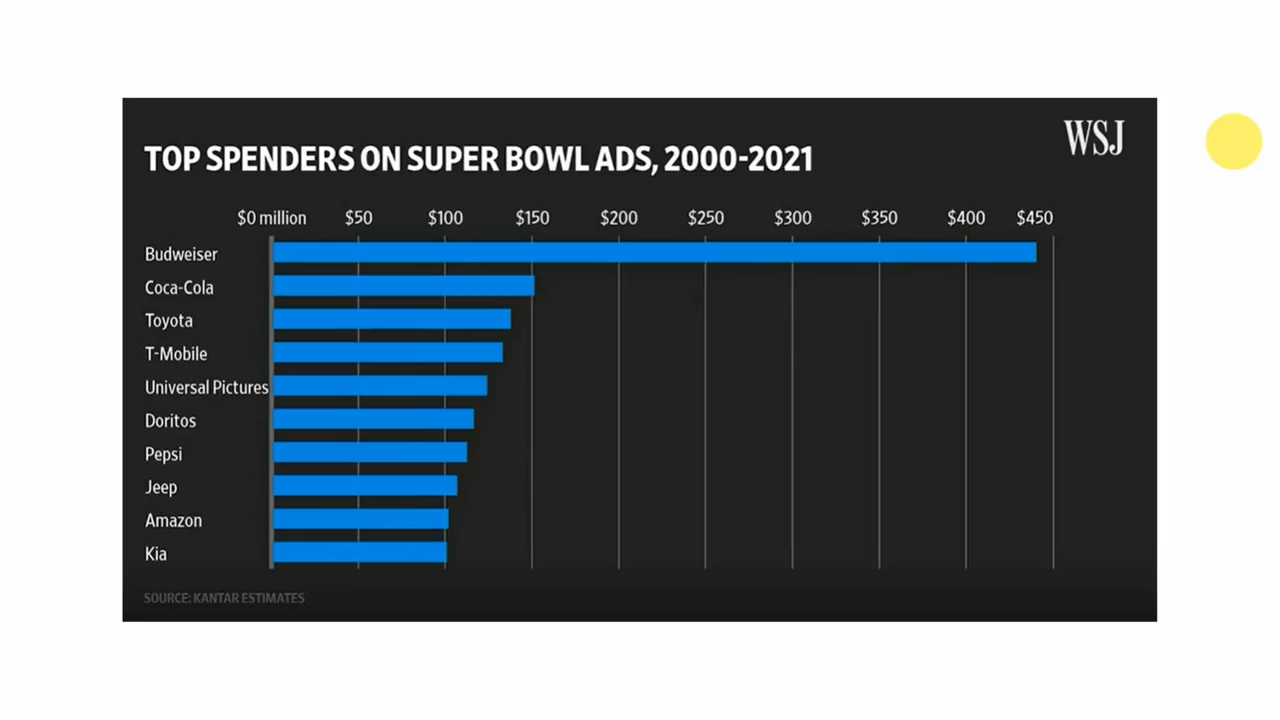 WSJ
TOP SPENDERS ON SUPER BOWL ADS, 2000-2021
$0 million $50 $100 $150 $200 $250 $300 $350 $400 $450
Budweiser
Coca-Cola
Toyota
T-Mobile
Universal Pictures
Doritos
Pepsi
Jeep
Amazon
Kia
SOURCE: KANTAR ESTIMATES